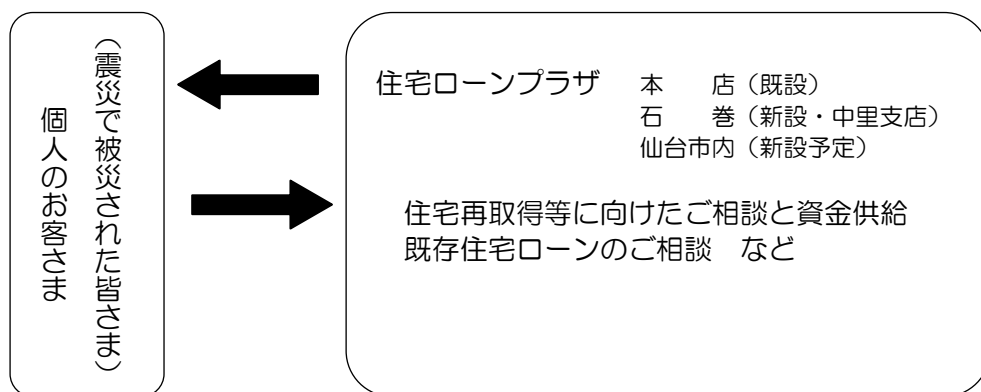 個人のお客さま
（震災で被災された皆さま）
住宅ローンプラザ　本　　店（既設）
石　　巻（新設・中里支店）
仙台市内（新設予定）
住宅再取得等に向けたご相談と資金供給
既存住宅ローンのご相談　など